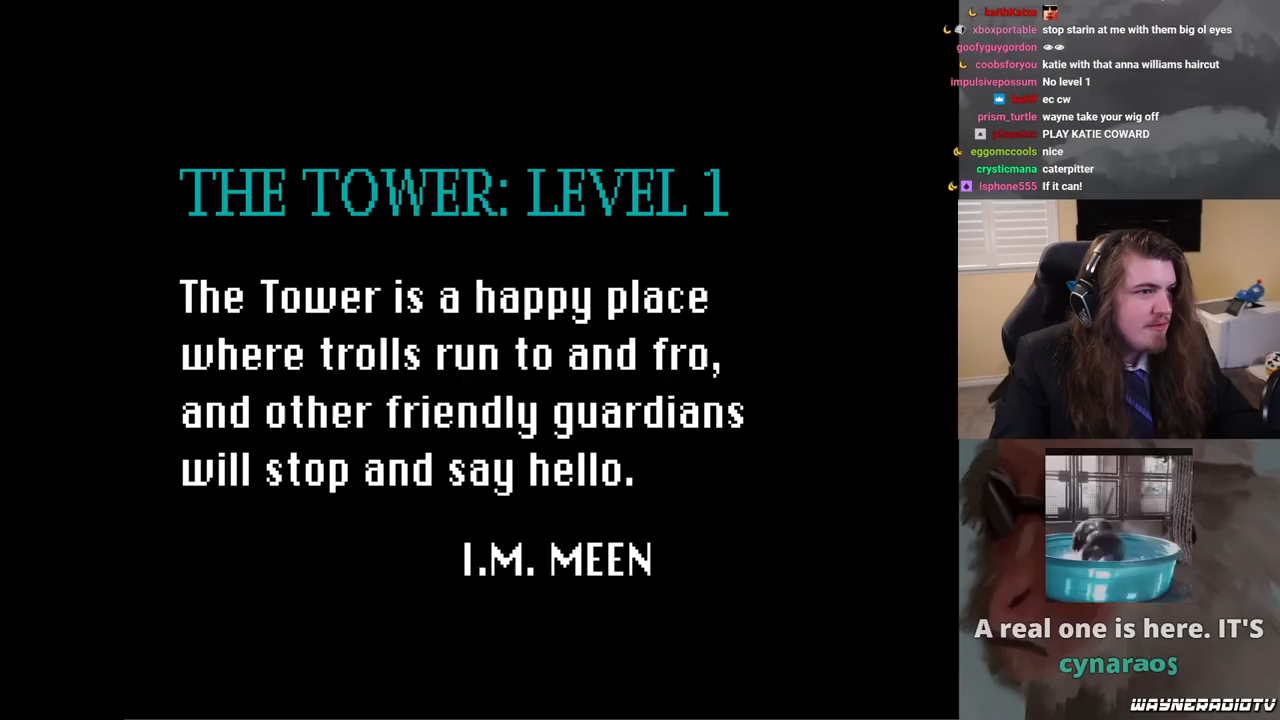 THE TOWER: LEVEL 1
The Tower is a happy place
where trolls run to and fro,
and other friendly guardians
will stop and say hello.
I.M. MEEN
keithKatze
xboxportable stop starin at me with them big ol eyes
goofyguygordon
coobsforyou katie with that anna williams haircut
impulsivepossum No level 1
ec cw
prism_turtle wayne take your wig off
PLAY KATIE COWARD
eggomccools nice
crysticmana caterpitter
lsphone555 If it can!
A real one is here. IT'S
cynaraos
WAYNERADIOTV